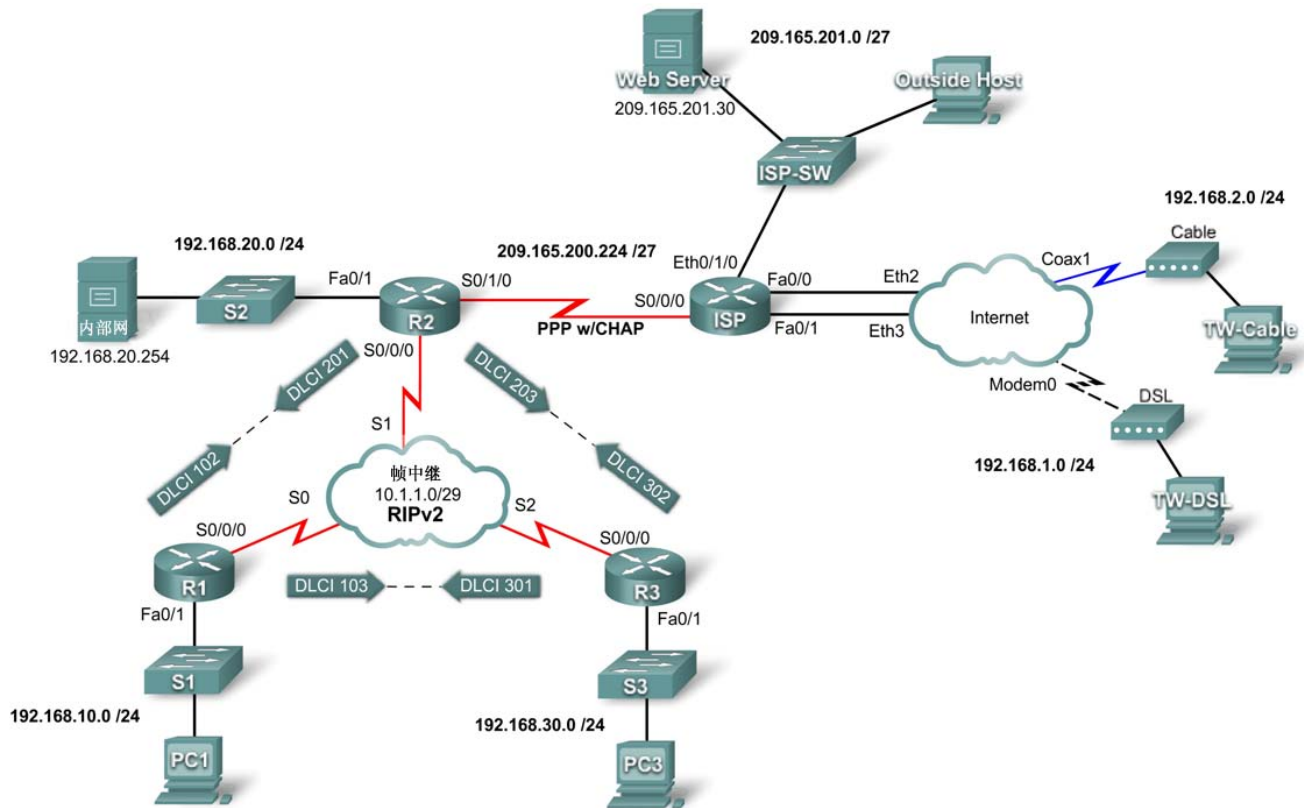 209.165.201.0 /27
Web Server
Outside Host
209.165.201.30
ISP-SW
192.168.2.0 /24
Cable
192.168.20.0 /24
209.165.200.224 /27
Eth0/1/0
Coax1
Fa0/1
S0/1/0
Fa0/0
Eth2
S0/0/0
内部网
S2
R2
PPP w/CHAP
ISP
Fa0/1
Eth3
Internet
TW-Cable
192.168.20.254
S0/0/0
Modem0
DLCI 201
DLCI 203
DSL
S1
DLCI 102
帧中继
DLCI 302
192.168.1.0 /24
10.1.1.0/29
S0
RIPv2
S2
TW-DSL
S0/0/0
S0/0/0
R1
DLCI 103
DLCI 301
R3
Fa0/1
Fa0/1
S1
S3
192.168.10.0 /24
192.168.30.0 /24
PC1
PC3